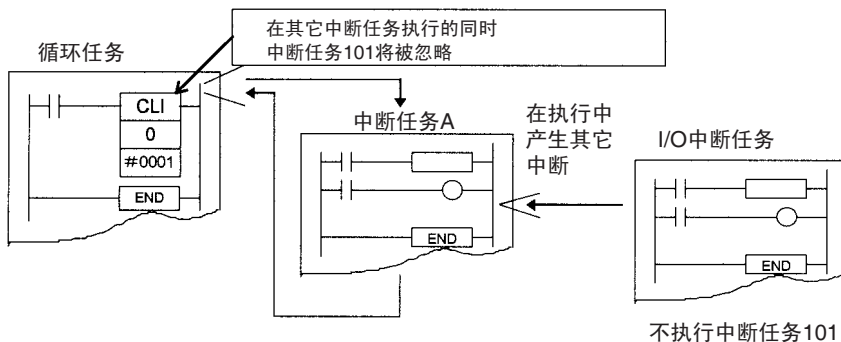 在其它中断任务执行的同时
中断任务101将被忽略
循环任务
CLI
0
#0001
END
中断任务A
END
在执行中
产生其它
中断
I/O中断任务
END
不执行中断任务101